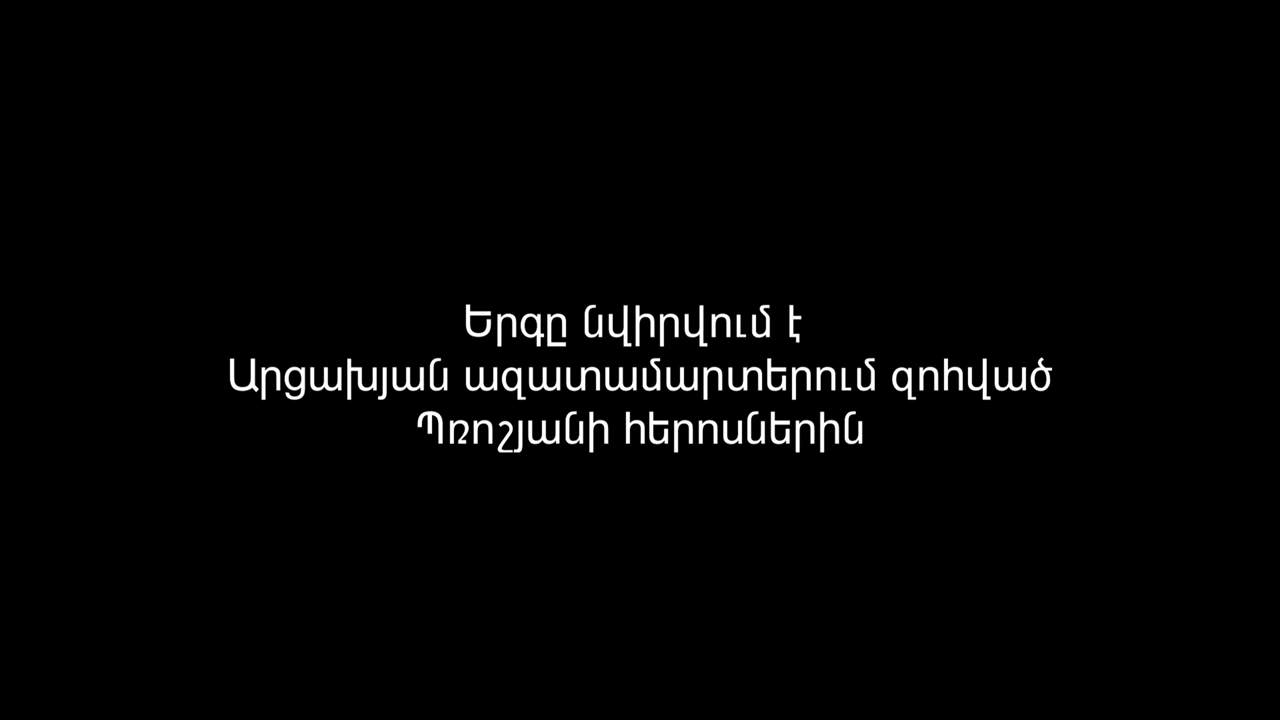 Երգը նվիրվում է
Արցախյան ազատամարտերում զոհված
Պռոշյանի հերոսներին